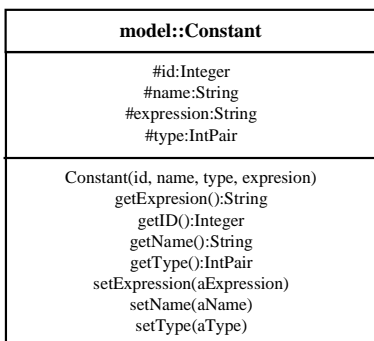 model::Constant
#id:Integer
#name:String
#expression:String
#type:IntPair
Constant(id, name, type, expresion)
getExpresion():String
getID():Integer
getName():String
getType():IntPair
setExpression(aExpression)
setName(aName)
setType(aType)